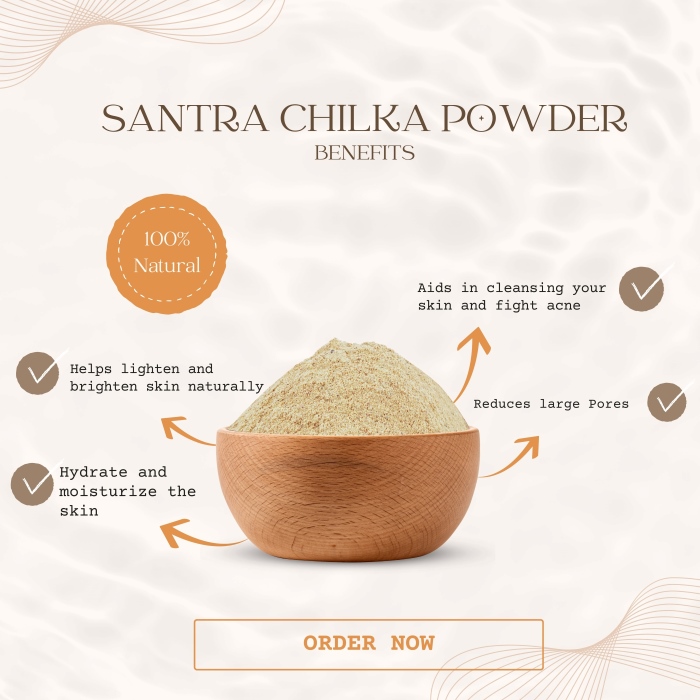 SANTRA CHILKA POWDER
BENEFITS
100%
Natural
Aids in cleansing your
skin and fight acne
Helps lighten and
brighten skin naturally
Reduces large Pores
Hydrate and
moisturize the
skin
ORDER NOW